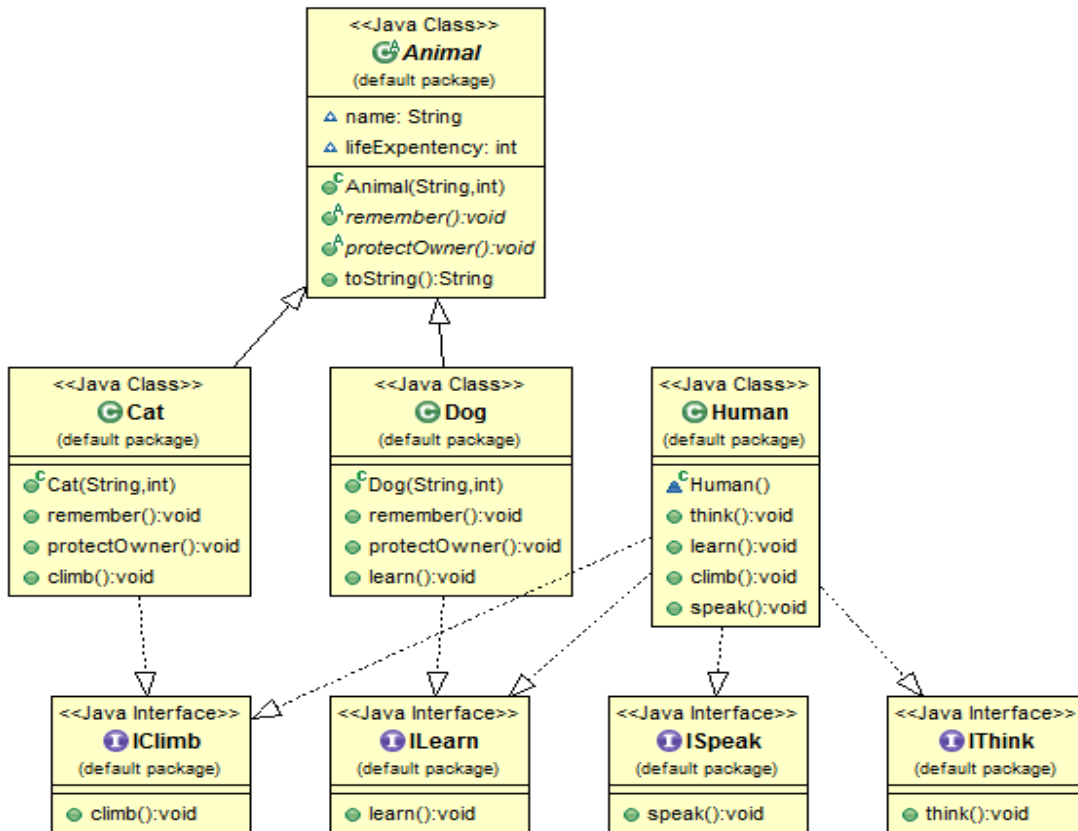 <<Java Class>>
Animal
(default package)
name: String
lifeExpentency: int
Animal(String,int)
remember():void
protectOwner():void
toString():String
<<Java Class>>
Cat
(default package)
Cat(String,int)
remember():void
protectOwner():void
climb():void
<<Java Class>>
Dog
(default package)
Dog(String,int)
remember():void
protectOwner():void
learn():void
<<Java Class>>
Human
(default package)
Human()
think():void
learn():void
climb():void
speak():void
<<Java Interface>>
IClimb
(default package)
climb():void
<<Java Interface>>
ILearn
(default package)
learn():void
<<Java Interface>>
ISpeak
(default package)
speak():void
<<Java Interface>>
IThink
(default package)
think():void